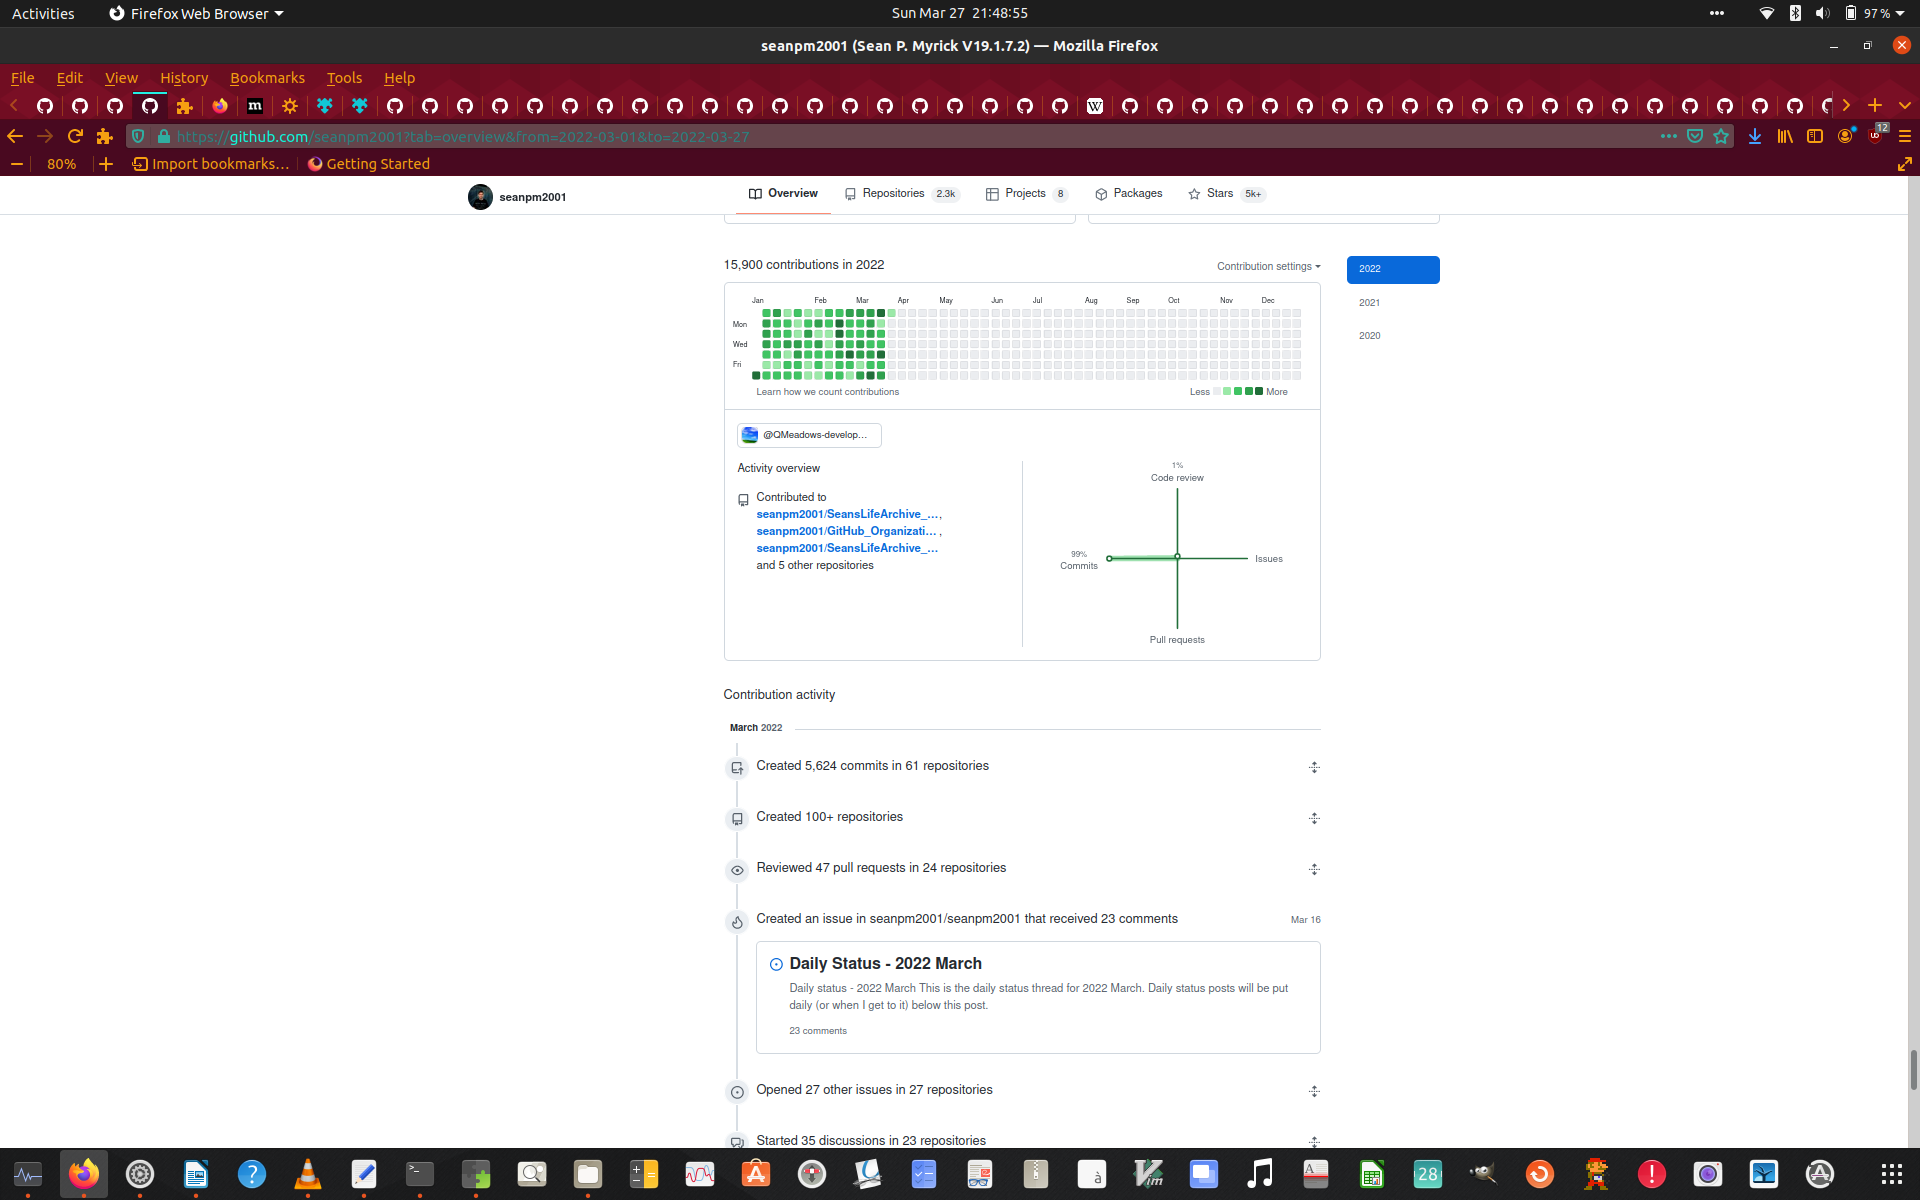 Activities
Firefox Web Browser
Sun Mar 27 21:48:55
97 %
seanpm2001 (Sean P. Myrick V19.1.7.2) — Mozilla Firefox
File Edit View History Bookmarks Tools Help
https://github.com/seanpm2001?tab=overview&from=2022-03-01&to=2022-03-27
12
80%
Import bookmarks...
Getting Started
seanpm2001
Overview
Repositories 2.3k
Projects 8
Packages
Stars 5k+
15,900 contributions in 2022
Contribution settings
2022
2021
2020
Jan Feb Mar Apr May Jun Jul Aug Sep Oct Nov Dec
Mon
Wed
Fri
Learn how we count contributions
Less
More
@QMeadows-develop...
Activity overview
Contributed to
seanpm2001/SeansLifeArchive_...,
seanpm2001/GitHub_Organizati... ,
seanpm2001/SeansLifeArchive_...
and 5 other repositories
1%
Code review
99%
Commits
Issues
Pull requests
Contribution activity
March 2022
Created 5,624 commits in 61 repositories
Created 100+ repositories
Reviewed 47 pull requests in 24 repositories
Created an issue in seanpm2001/seanpm2001 that received 23 comments
Mar 16
Daily Status - 2022 March
Daily status - 2022 March This is the daily status thread for 2022 March. Daily status posts will be put
daily (or when I get to it) below this post.
23 comments
Opened 27 other issues in 27 repositories
Started 35 discussions in 23 repositories
28